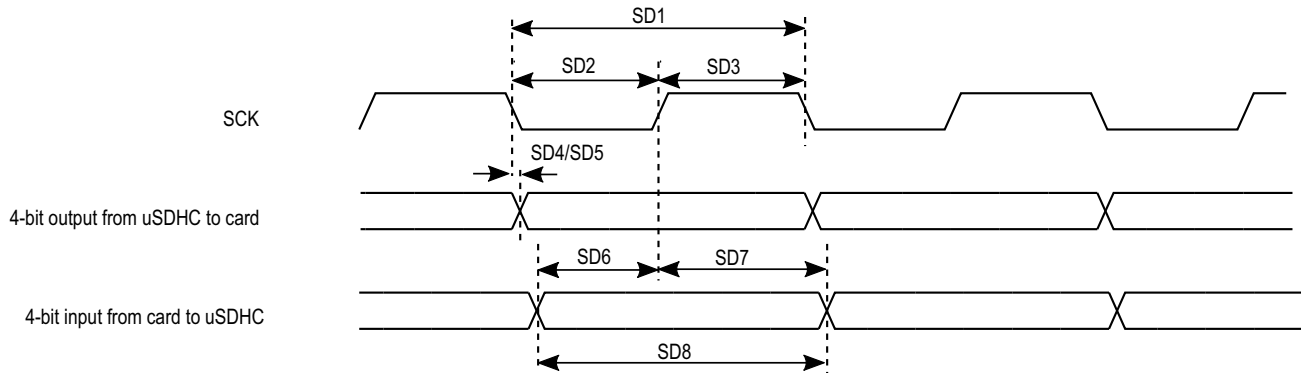 SD1
SD2
SD3
SCK
SD4/SD5
4-bit output from uSDHC to card
SD6
SD7
4-bit input from card to uSDHC
SD8